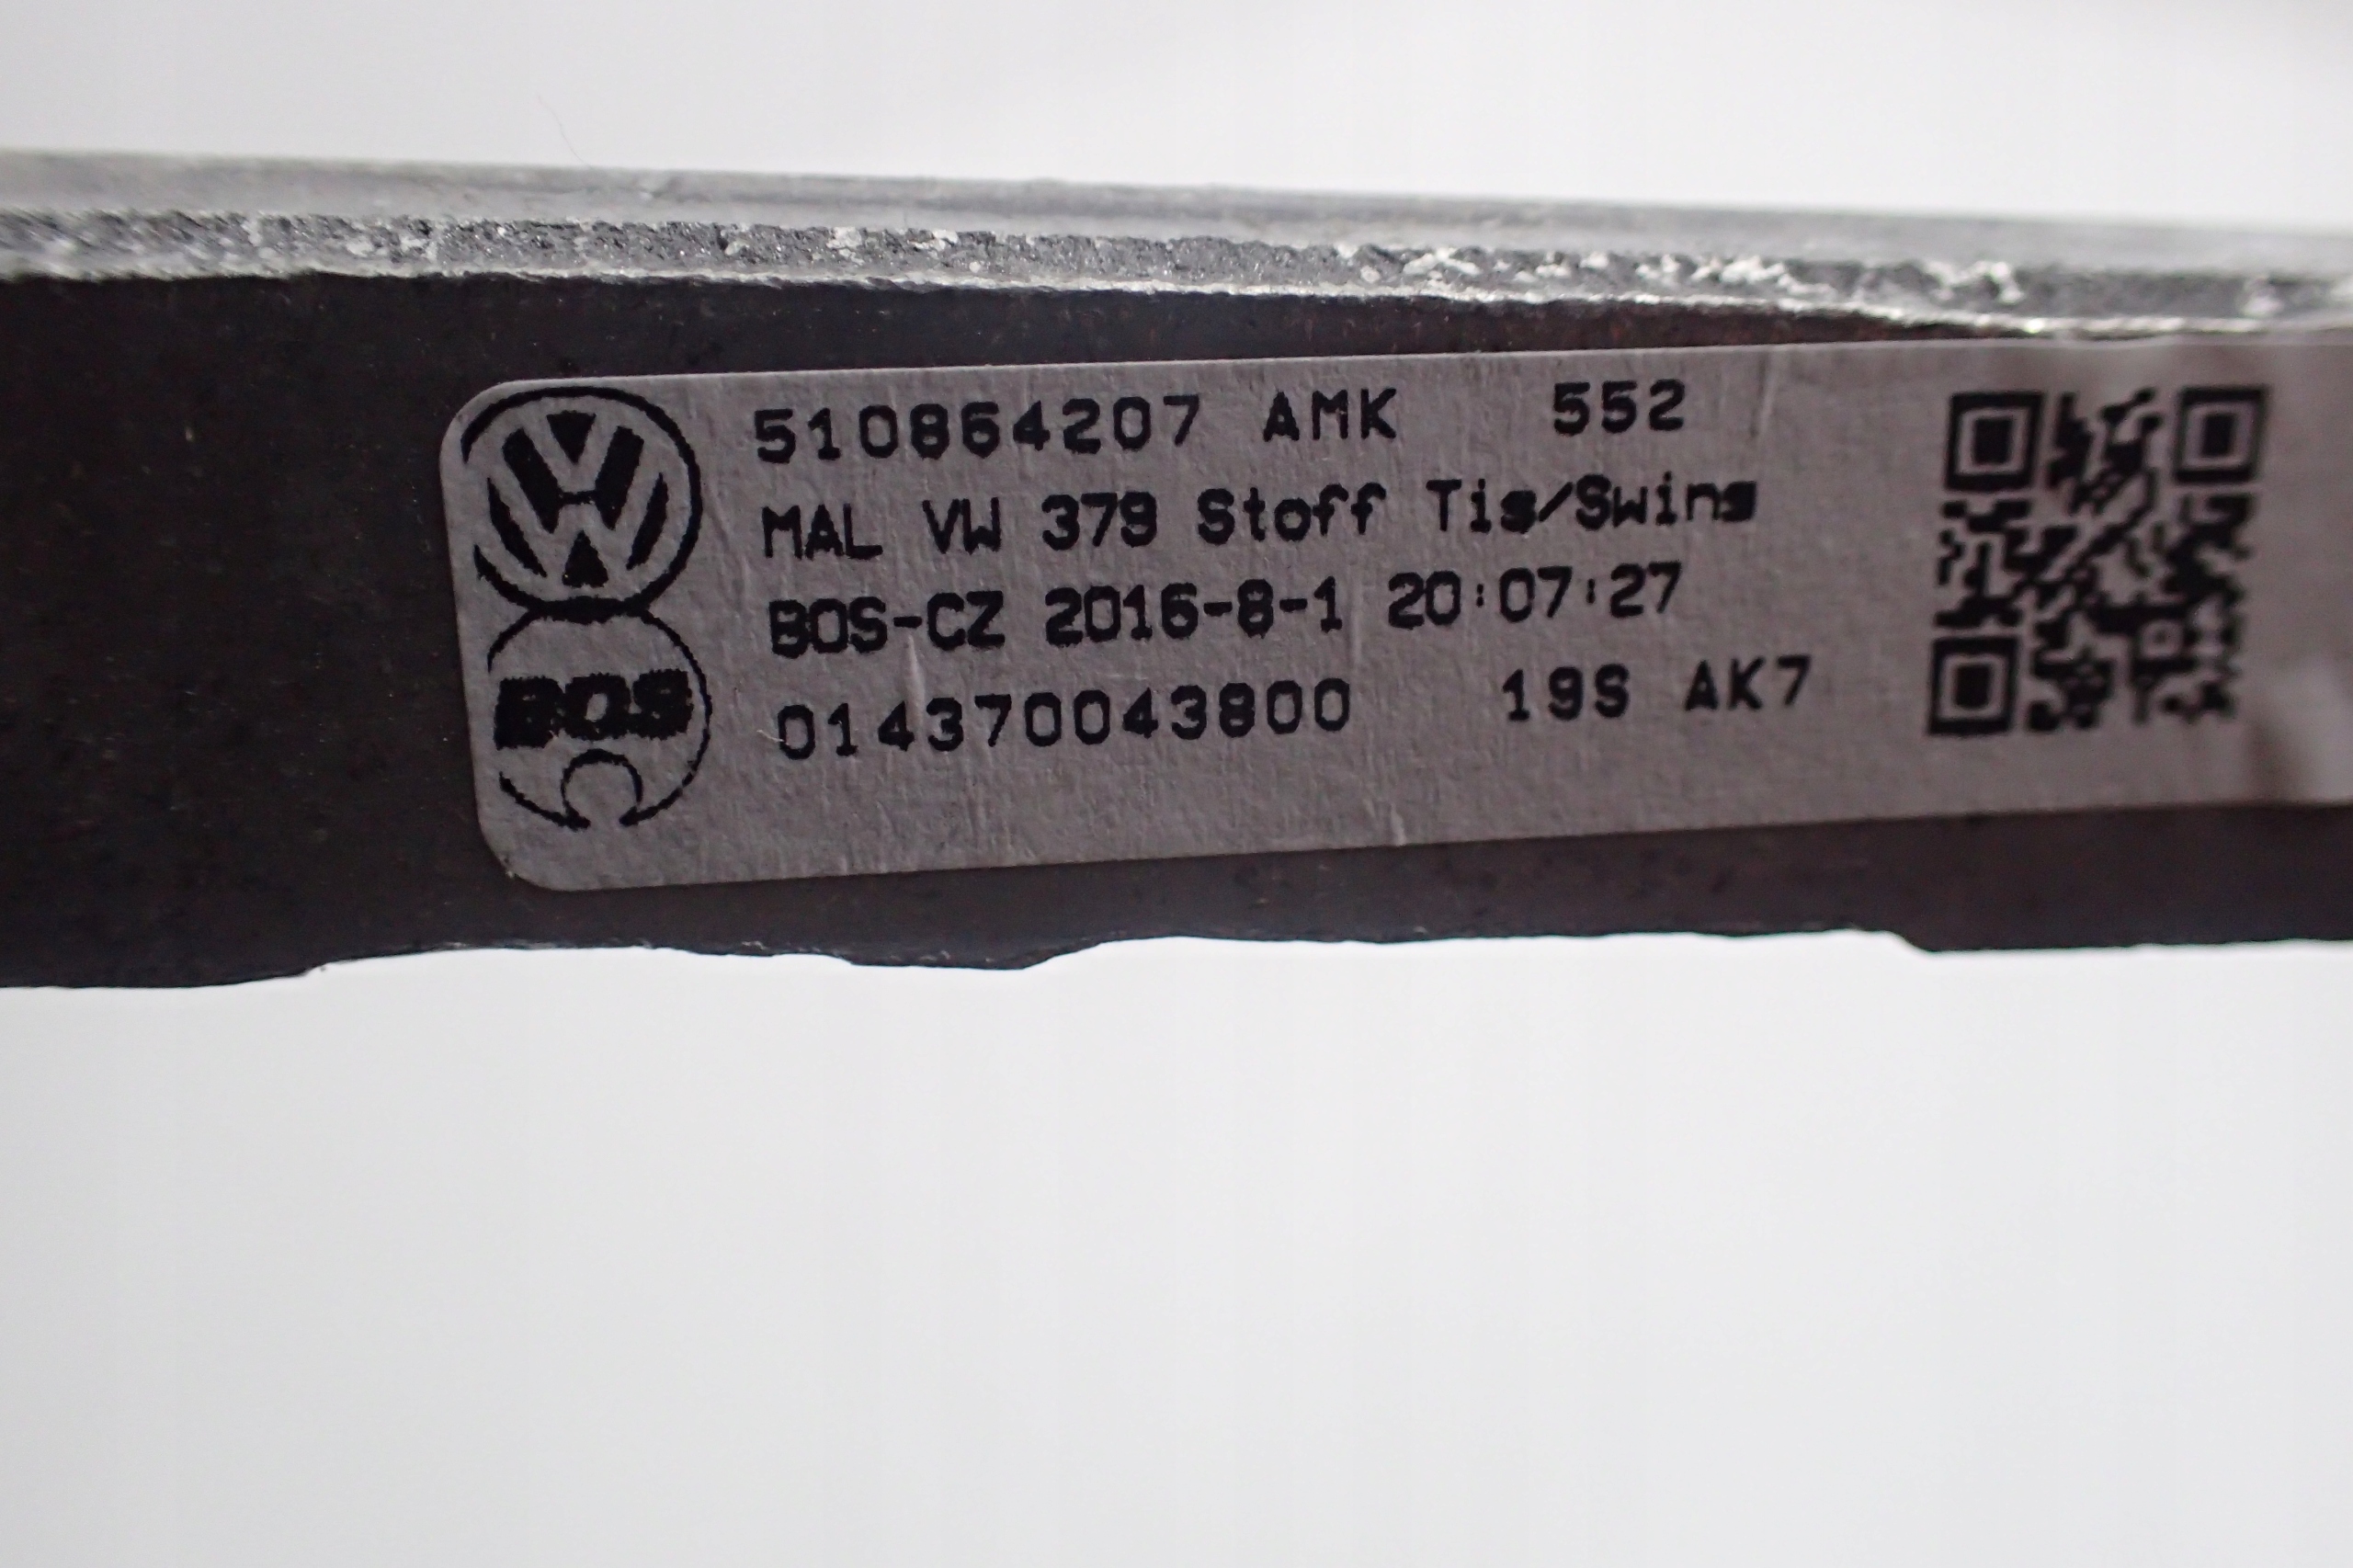 510864207 AMK 552
MAL VW 379 Stoff Tig/Swing
BOS-CZ 2016-8-1 20:07:27
014370043800 19S AK7
BOS